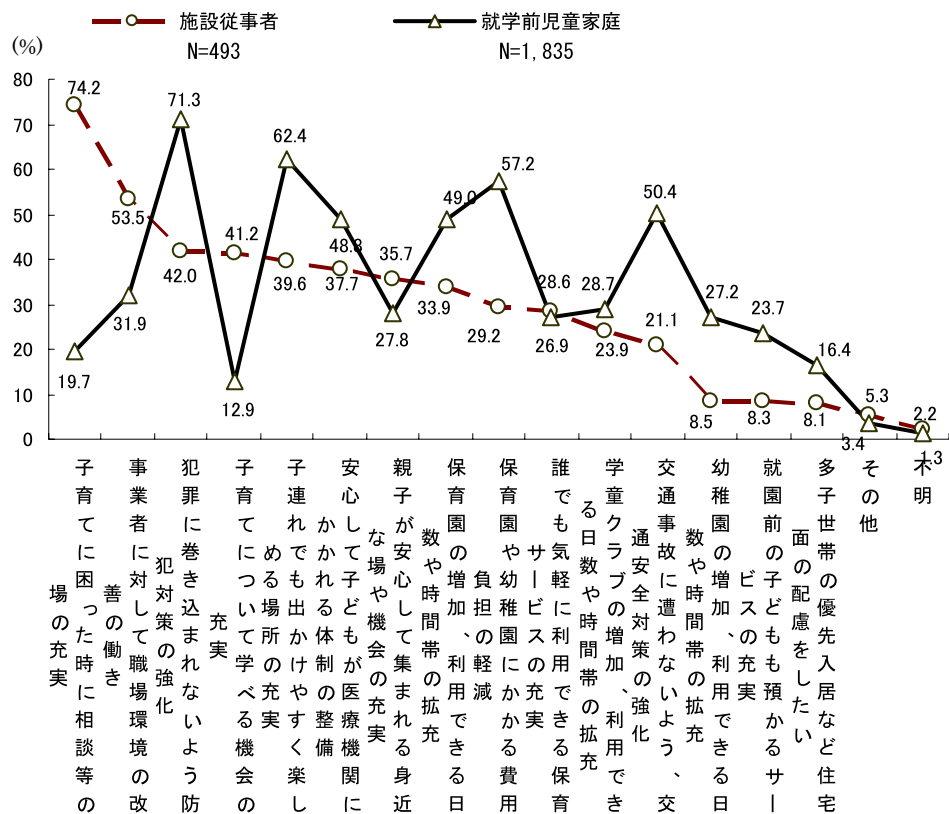 施設従事者
N=493
就学前児童家庭
N=1,835
(%)
80
70
60
50
40
30
20
10
0
74.2
53.5
42.0
41.2
39.6
37.7
35.7
33.9
29.2
28.6
23.9
21.1
8.5
8.3
8.1
5.3
2.2
19.7
31.9
71.3
12.9
62.4
48.8
27.8
49.0
57.2
26.9
28.7
50.4
27.2
23.7
16.4
3.4
1.3
子育てに困った時に相談等の
場の充実
事業者に対して職場環境の改
善の働き
犯罪に巻き込まれないよう防
犯対策の強化
子育てについて学べる機会の
充実
子連れでも出かけやすく楽し
める場所の充実
安心して子どもが医療機関に
かかれる体制の整備
親子が安心して集まれる身近
な場や機会の充実
保育園の増加、利用できる日
数や時間帯の拡充
保育園や幼稚園にかかる費用
負担の軽減
誰でも気軽に利用できる保育
サービスの充実
学童クラブの増加、利用でき
る日数や時間帯の拡充
交通事故に遭わないよう、交
通安全対策の強化
幼稚園の増加、利用できる日
数や時間帯の拡充
就園前の子どもも預かるサー
ビスの充実
多子世帯の優先入居など住宅
面の配慮をしたい
その他
不明